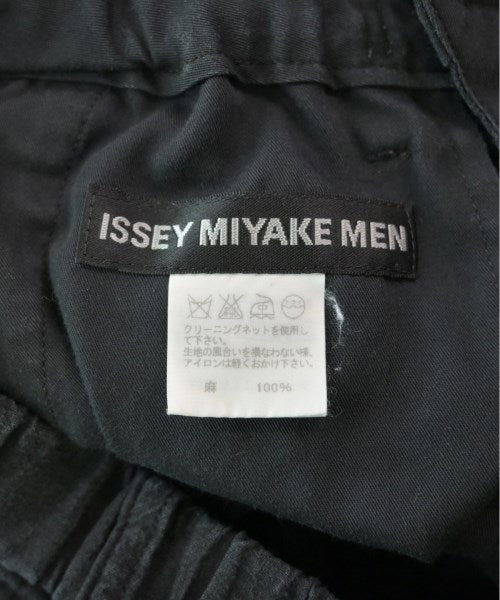 ISSEY MIYAKE MEN
クリーニングネットを使用し
て下さい。
生地の風合いを損なわない様、
アイロンは軽くおかけ下さい。
麻 100%